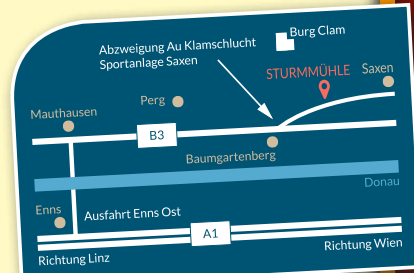 Burg Clam
Abzweigung Au Klamschlucht
Sportanlage Saxen
STURMMÜHLE
Saxen
Perg
Mauthausen
B3
Baumgartenberg
Donau
Enns
Ausfahrt Enns Ost
A1
Richtung Linz
Richtung Wien